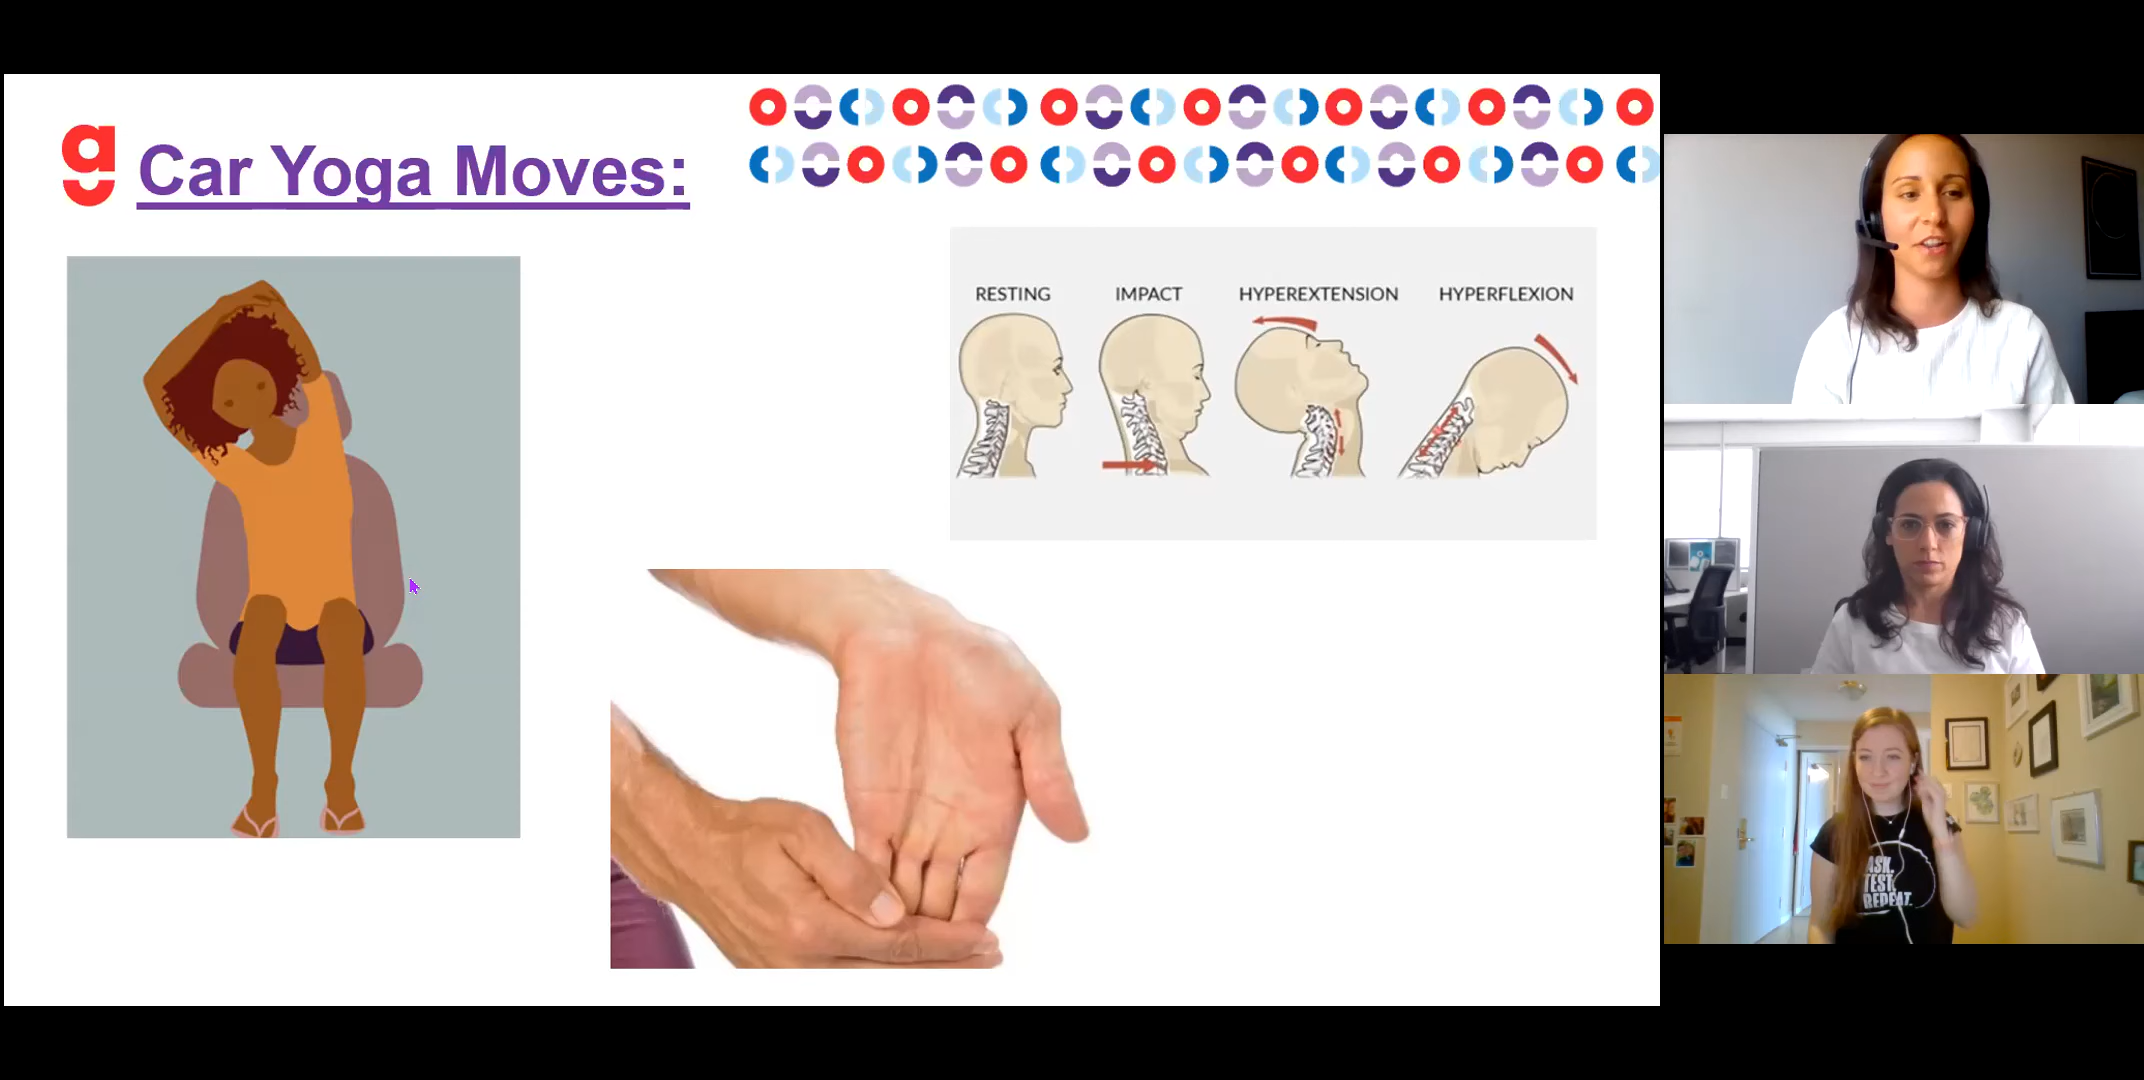 g Car Yoga Moves:
RESTING IMPACT HYPEREXTENSION HYPERFLEXION
ASK.
TEST.
REPEAT.